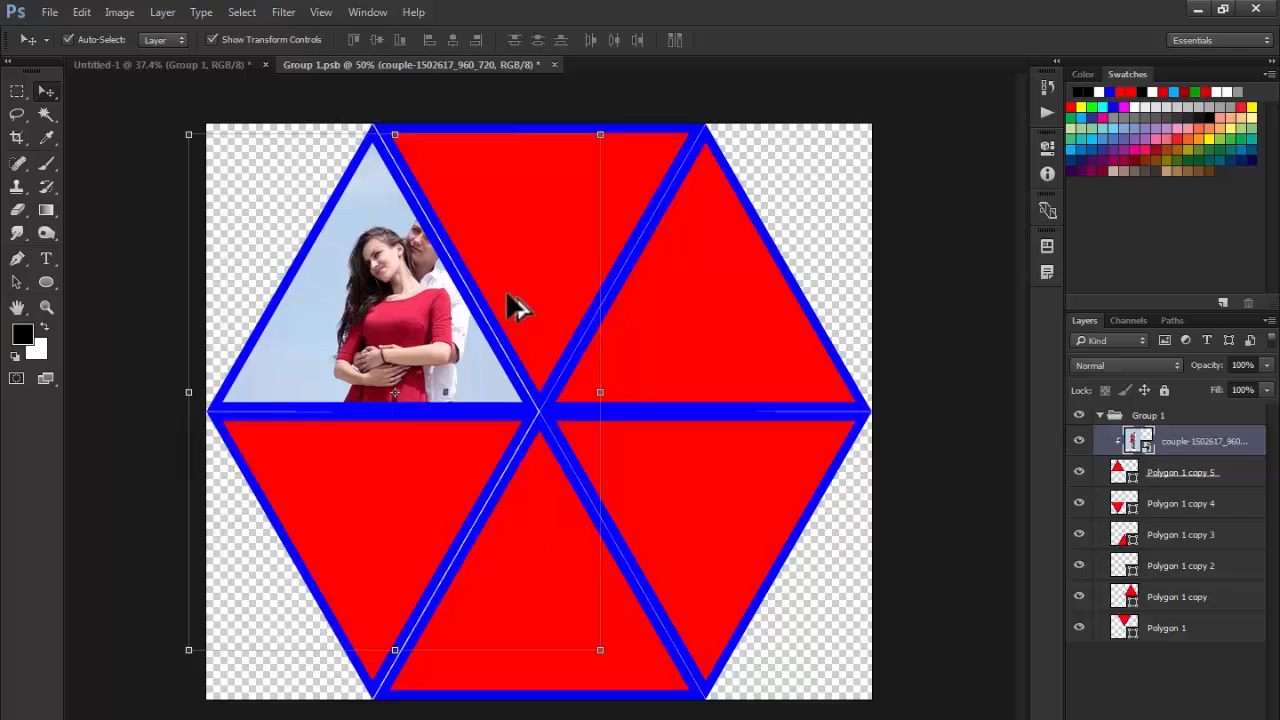 Ps File Edit Image Layer Type Select Filter View Window Help
Auto-Select: Layer Show Transform Controls Essentials
Untitled-1 @ 37.4% (Group 1, RGB/8) * × Group 1.psb @ 50% (couple-1502617_960_720, RGB/8) * ×
Color Swatches
Layers Channels Paths
Kind
Normal Opacity: 100%
Lock: Fill: 100%
Group 1
couple-1502617_960...
Polygon 1 copy 5
Polygon 1 copy 4
Polygon 1 copy 3
Polygon 1 copy 2
Polygon 1 copy
Polygon 1